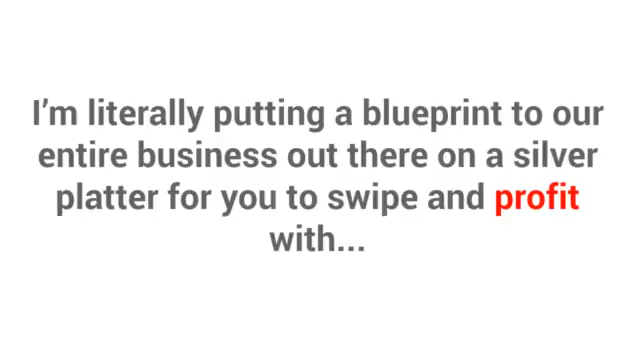 I’m literally putting a blueprint to our
entire business out there on a silver
platter for you to swipe and profit
with...